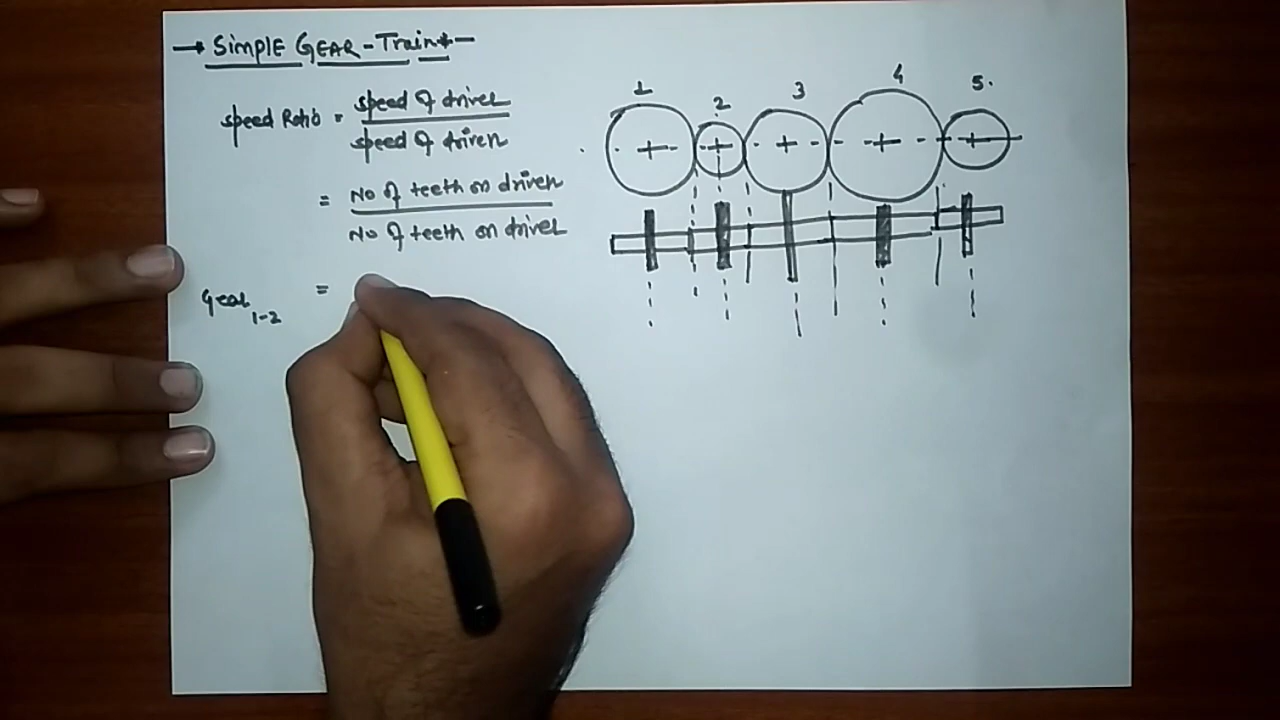 → SimplE GEAR-Train:-
speed Ratio = speed of driver
speed of driven
= No of teeth on driven
No of teeth on driver
Gear 1-2 =
1 2 3 4 5.